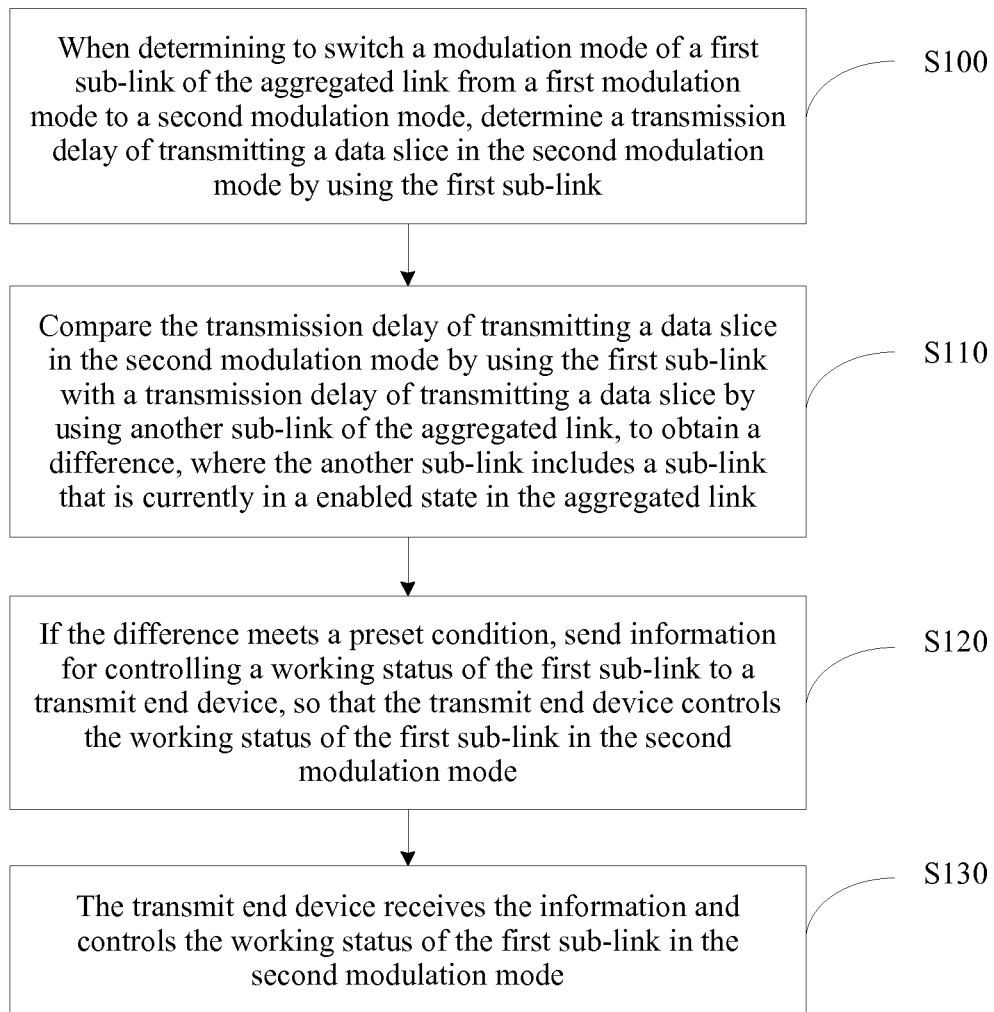 When determining to switch a modulation mode of a first
sub-link of the aggregated link from a first modulation
mode to a second modulation mode, determine a transmission
delay of transmitting a data slice in the second modulation
mode by using the first sub-link
S100
Compare the transmission delay of transmitting a data slice
in the second modulation mode by using the first sub-link
with a transmission delay of transmitting a data slice by
using another sub-link of the aggregated link, to obtain a
difference, where the another sub-link includes a sub-link
that is currently in a enabled state in the aggregated link
S110
If the difference meets a preset condition, send information
for controlling a working status of the first sub-link to a
transmit end device, so that the transmit end device controls
the working status of the first sub-link in the second
modulation mode
S120
The transmit end device receives the information and
controls the working status of the first sub-link in the
second modulation mode
S130